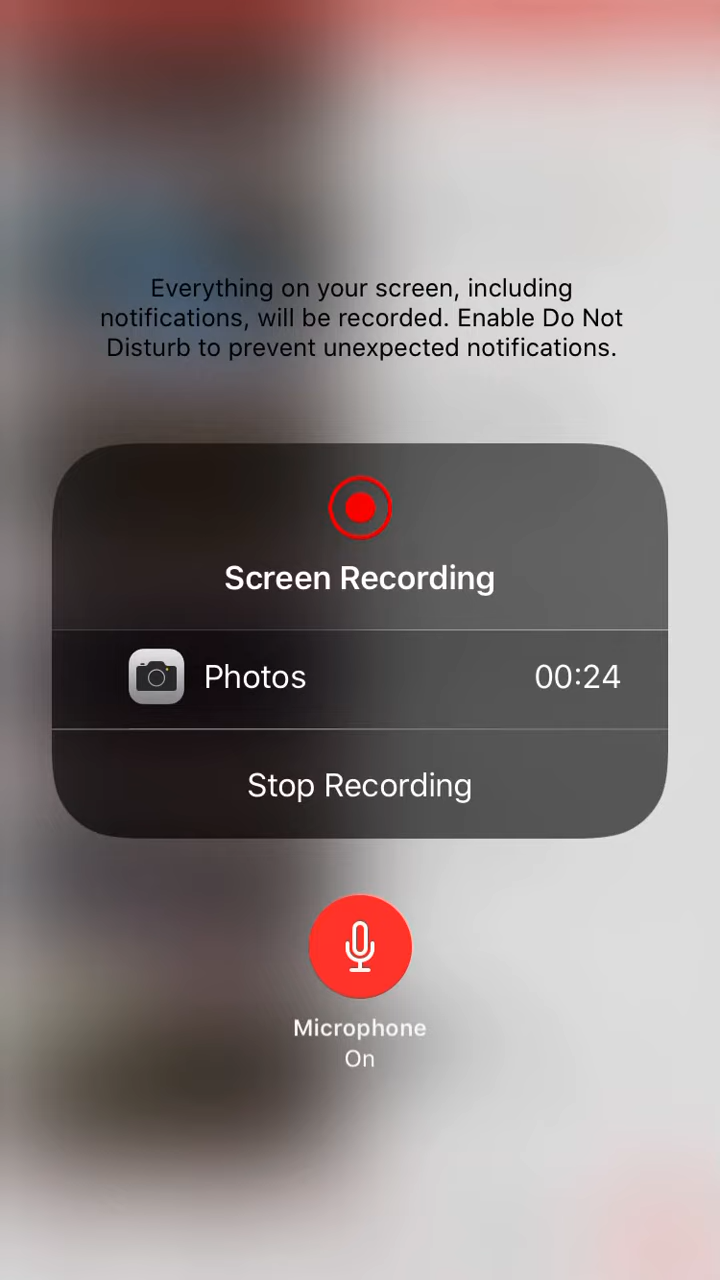 Everything on your screen, including
notifications, will be recorded. Enable Do Not
Disturb to prevent unexpected notifications.
Screen Recording
Photos 00:24
Stop Recording
Microphone
On